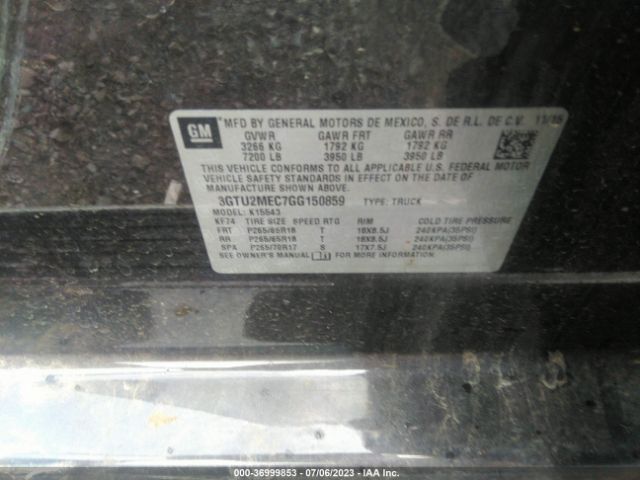 GM
MFD BY GENERAL MOTORS DE MEXICO, S. DE R.L. DE C.V. 11/15
GVWR GAWR FRT GAWR RR
3266 KG 1792 KG 1792 KG
7200 LB 3950 LB 3950 LB
THIS VEHICLE CONFORMS TO ALL APPLICABLE U.S. FEDERAL MOTOR
VEHICLE SAFETY STANDARDS IN EFFECT ON THE DATE OF MANUFACTURE
SHOWN ABOVE.
3GTU2MEC7GG150859 TYPE: TRUCK
MODEL: K15543
KF74 TIRE SIZE SPEED RTG RIM COLD TIRE PRESSURE
FRT P265/65R18 T 18X8.5J 240KPA(35PSI)
RR P265/65R18 T 18X8.5J 240KPA(35PSI)
SPA P265/70R17 S 17X7.5J 240KPA(35PSI)
SEE OWNER'S MANUAL FOR MORE INFORMATION.
000-36999853 - 07/06/2023 - IAA Inc.